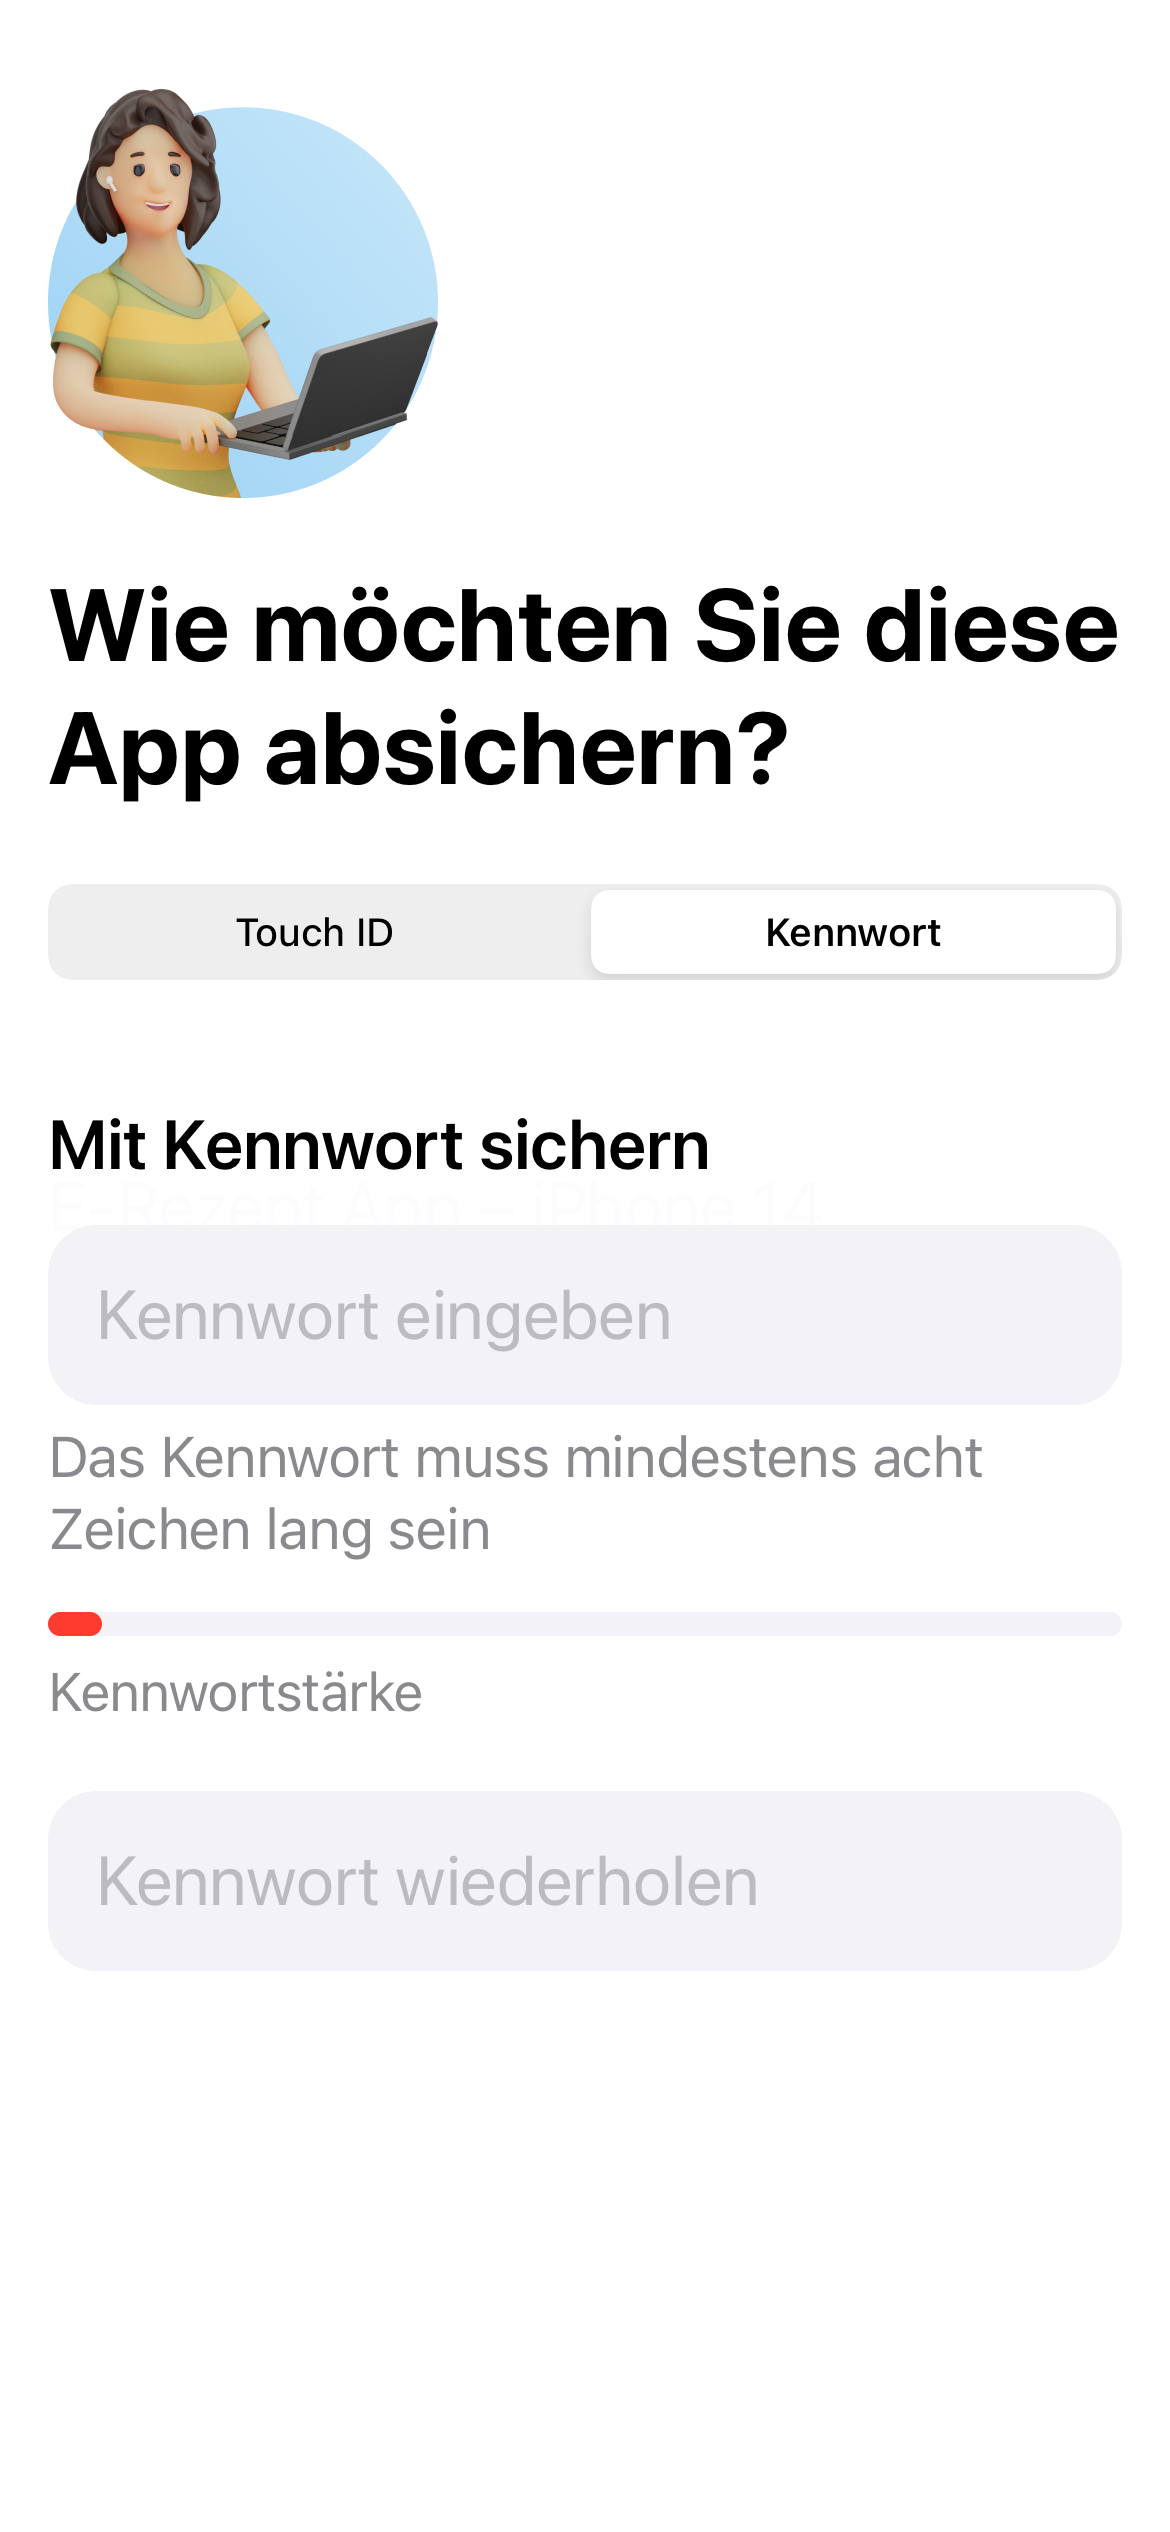 Wie möchten Sie diese
App absichern?
Touch ID
Kennwort
Mit Kennwort sichern
E-Rezept App – iPhone 14
Kennwort eingeben
Das Kennwort muss mindestens acht
Zeichen lang sein
Kennwortstärke
Kennwort wiederholen